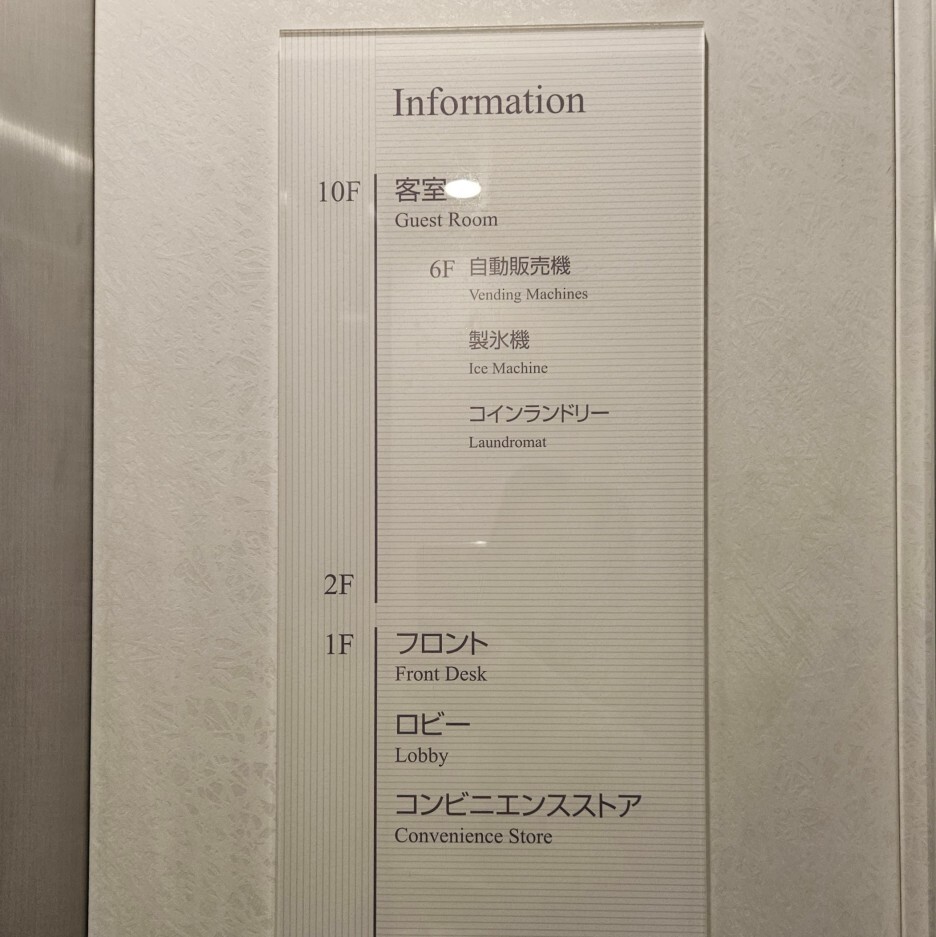 Information
10F 客室
Guest Room
6F 自動販売機
Vending Machines
製氷機
Ice Machine
コインランドリー
Laundromat
2F
1F フロント
Front Desk
ロビー
Lobby
コンビニエンスストア
Convenience Store